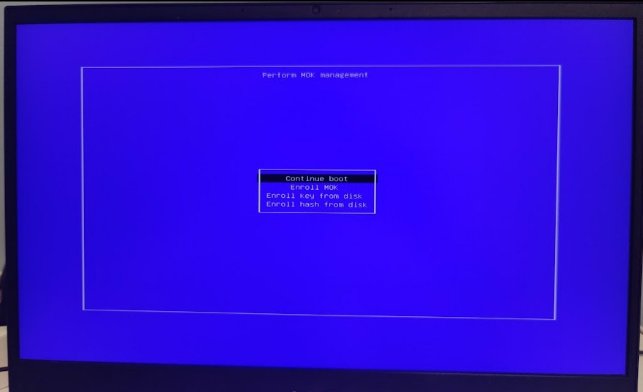 Perform MOK management
Continue boot
Enroll MOK
Enroll key from disk
Enroll hash from disk